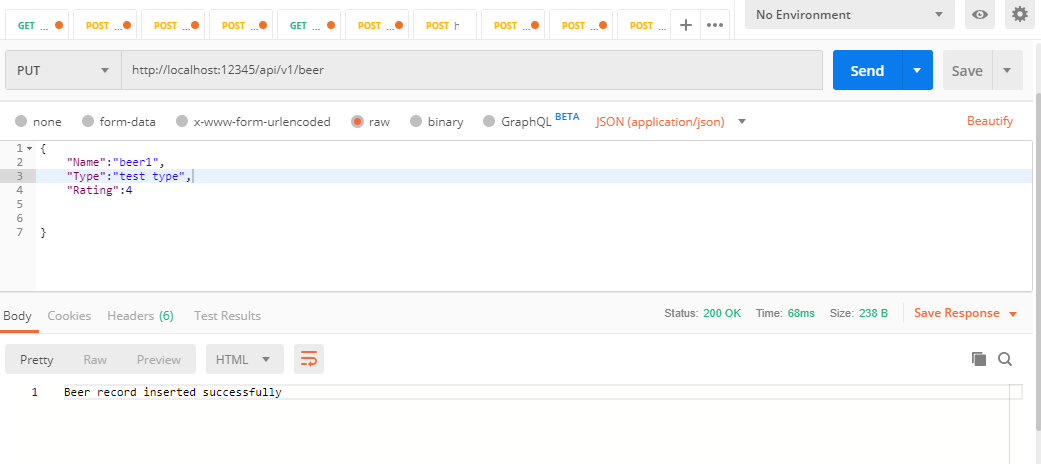 GET ... POST ... POST ... POST ... GET ... POST ... POST POST ... POST ... POST ... + ••• No Environment
PUT http://localhost:12345/api/v1/beer Send Save
none form-data x-www-form-urlencoded raw binary GraphQL BETA JSON (application/json) Beautify
1 {
2 "Name":"beer1",
3 "Type":"test type",
4 "Rating":4
5
6
7 }
Body Cookies Headers (6) Test Results Status: 200 OK Time: 68ms Size: 238 B Save Response
Pretty Raw Preview HTML
1 Beer record inserted successfully